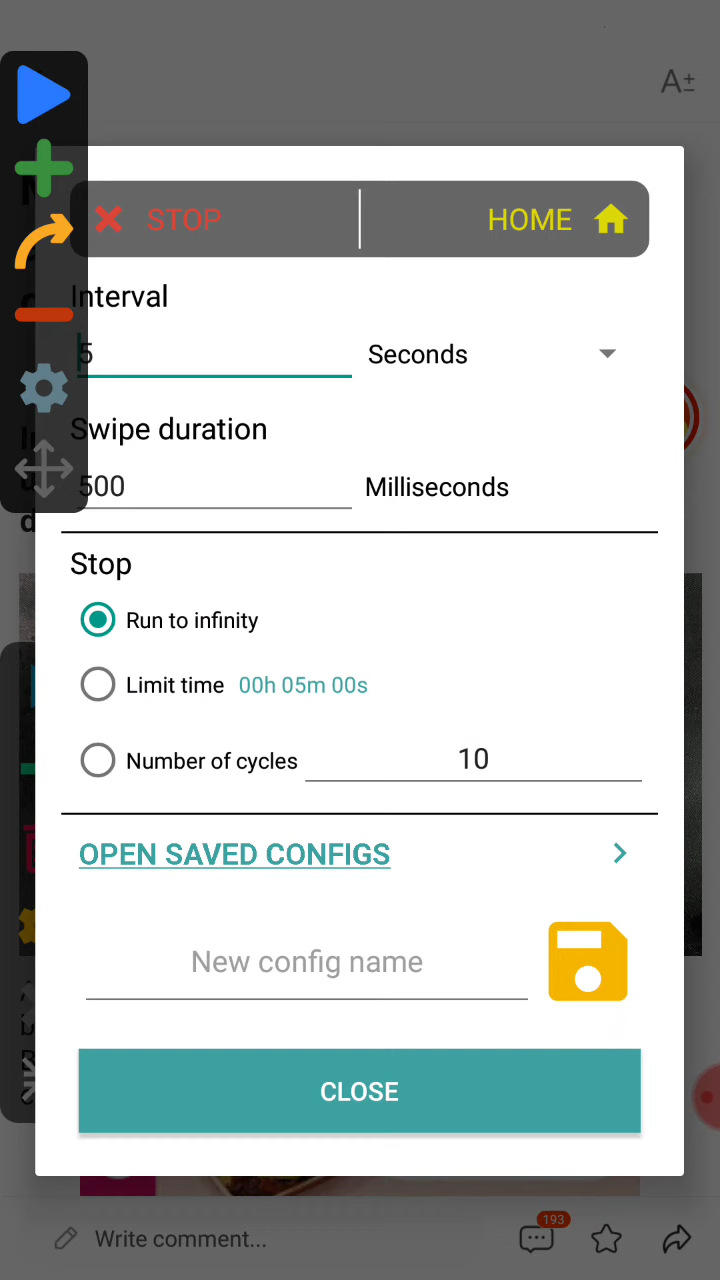 A±
STOP
HOME
Interval
5
Seconds
Swipe duration
500
Milliseconds
Stop
Run to infinity
Limit time 00h 05m 00s
Number of cycles 10
OPEN SAVED CONFIGS
New config name
CLOSE
193
Write comment...